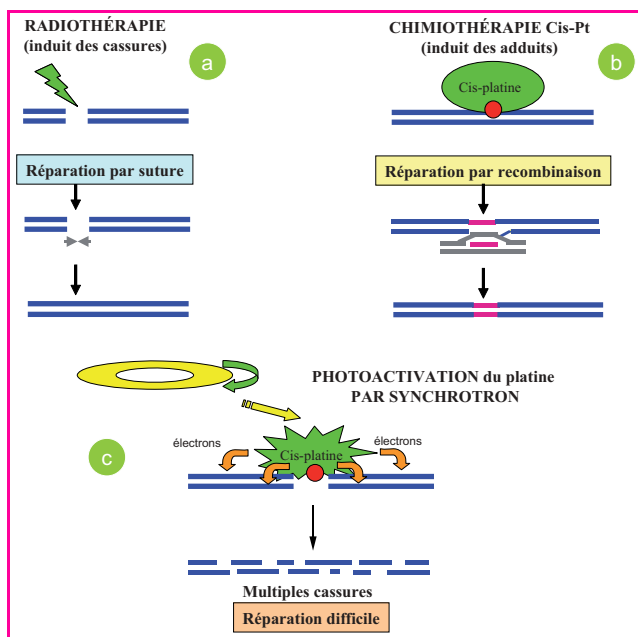 RADIOTHÉRAPIE
(induit des cassures)
a
Réparation par suture
CHIMIOTHÉRAPIE Cis-Pt
(induit des adduits)
b
Cis-platine
Réparation par recombinaison
PHOTOACTIVATION du platine
PAR SYNCHROTRON
c
électrons
Cis-platine
électrons
Multiples cassures
Réparation difficile